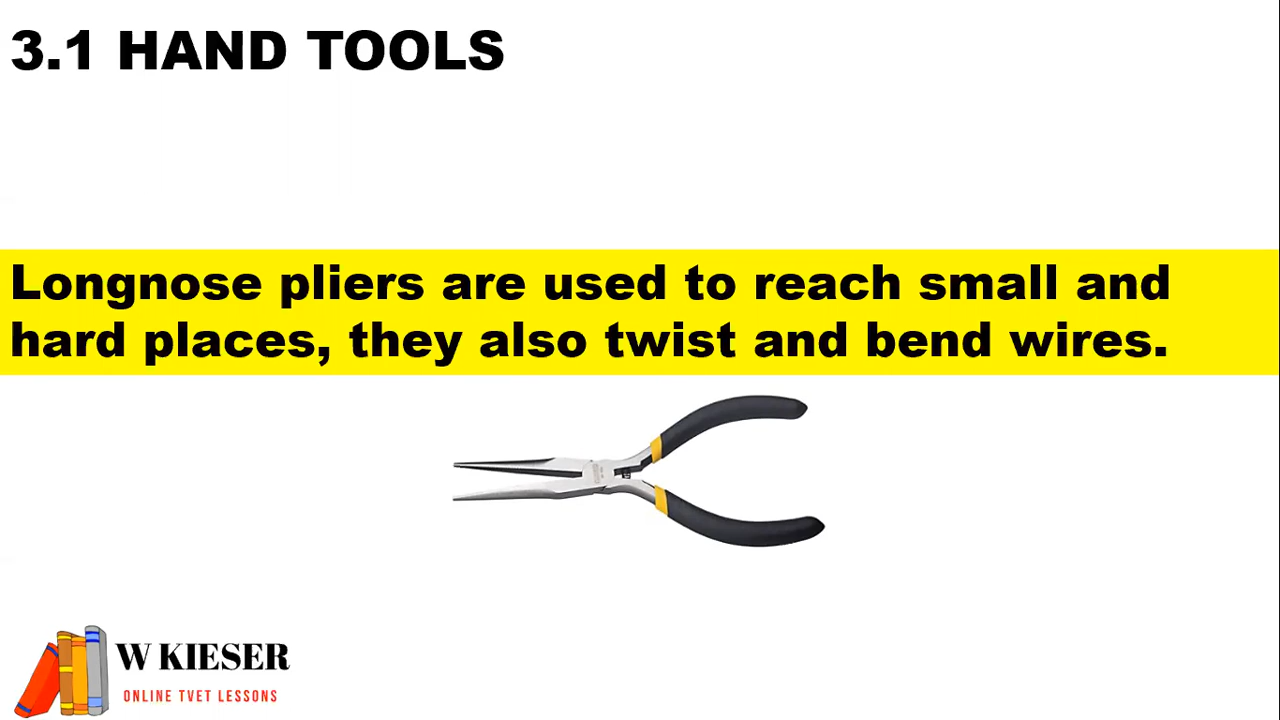 3.1 HAND TOOLS
Longnose pliers are used to reach small and
hard places, they also twist and bend wires.
W KIESER
ONLINE TVET LESSONS